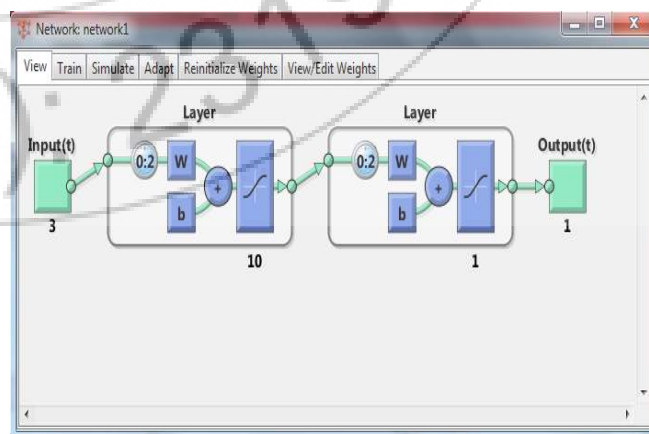 Network: network1
View Train Simulate Adapt Reinitialize Weights View/Edit Weights
Layer Layer
Input(t) Output(t)
0:2 W + b 0:2 W + b
3 10 1 1
): 2319